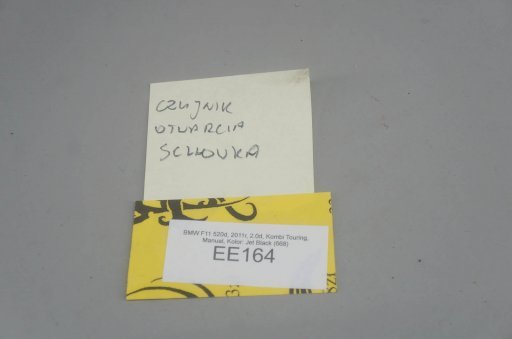 CZUJNIK
OTWARCIA
SCHOWKA
BMW F11 520d, 2011r, 2.0d, Kombi Touring,
Manual, Kolor: Jet Black (668)
EE164